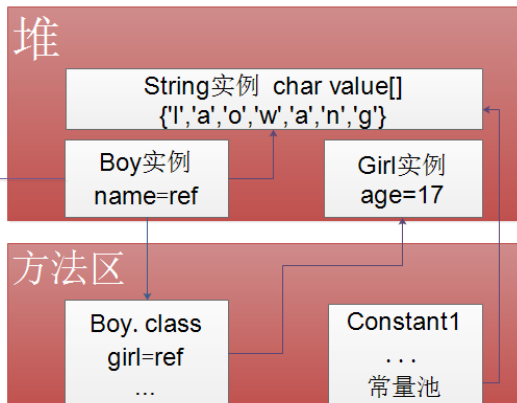 堆
String实例 char value[]
{'l','a','o','w','a','n','g'}
Boy实例
name=ref
Girl实例
age=17
方法区
Boy. class
girl=ref
...
Constant1
...
常量池